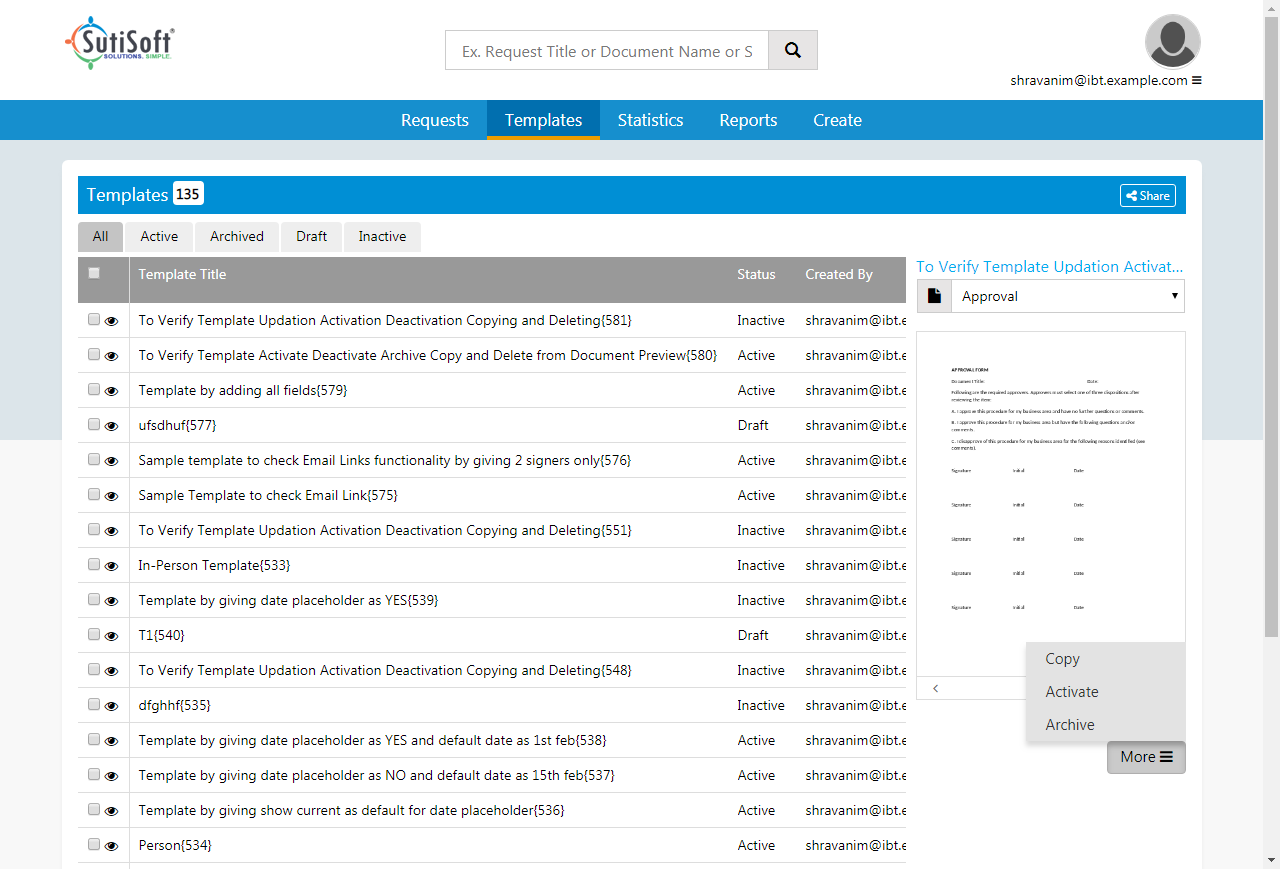 SutiSoft®
SOLUTIONS. SIMPLE.
Ex. Request Title or Document Name or S
shravanim@ibt.example.com
Requests Templates Statistics Reports Create
Templates 135
Share
All Active Archived Draft Inactive
Template Title Status Created By
To Verify Template Updation Activation Deactivation Copying and Deleting{581} Inactive shravanim@ibt.e
To Verify Template Activate Deactivate Archive Copy and Delete from Document Preview{580} Active shravanim@ibt.e
Template by adding all fields{579} Active shravanim@ibt.e
ufsdhuf{577} Draft shravanim@ibt.e
Sample template to check Email Links functionality by giving 2 signers only{576} Active shravanim@ibt.e
Sample Template to check Email Link{575} Active shravanim@ibt.e
To Verify Template Updation Activation Deactivation Copying and Deleting{551} Inactive shravanim@ibt.e
In-Person Template{533} Inactive shravanim@ibt.e
Template by giving date placeholder as YES{539} Inactive shravanim@ibt.e
T1{540} Draft shravanim@ibt.e
To Verify Template Updation Activation Deactivation Copying and Deleting{548} Inactive shravanim@ibt.e
dfghhf{535} Inactive shravanim@ibt.e
Template by giving date placeholder as YES and default date as 1st feb{538} Active shravanim@ibt.e
Template by giving date placeholder as NO and default date as 15th feb{537} Active shravanim@ibt.e
Template by giving show current as default for date placeholder{536} Active shravanim@ibt.e
Person{534} Active shravanim@ibt.e
To Verify Template Updation Activat...
Approval
APPROVAL FORM
Document Title: Date:
Following are the required approvers. Approvers must select one of three dispositions after
reviewing the item:
A. I approve this procedure for my business area and have no further questions or comments.
B. I approve this procedure for my business area but have the following questions and/or
comments.
C. I disapprove of this procedure for my business area for the following reasons identified (see
comments).
Signature Initial Date
Signature Initial Date
Signature Initial Date
Signature Initial Date
Signature Initial Date
Copy
Activate
Archive
More